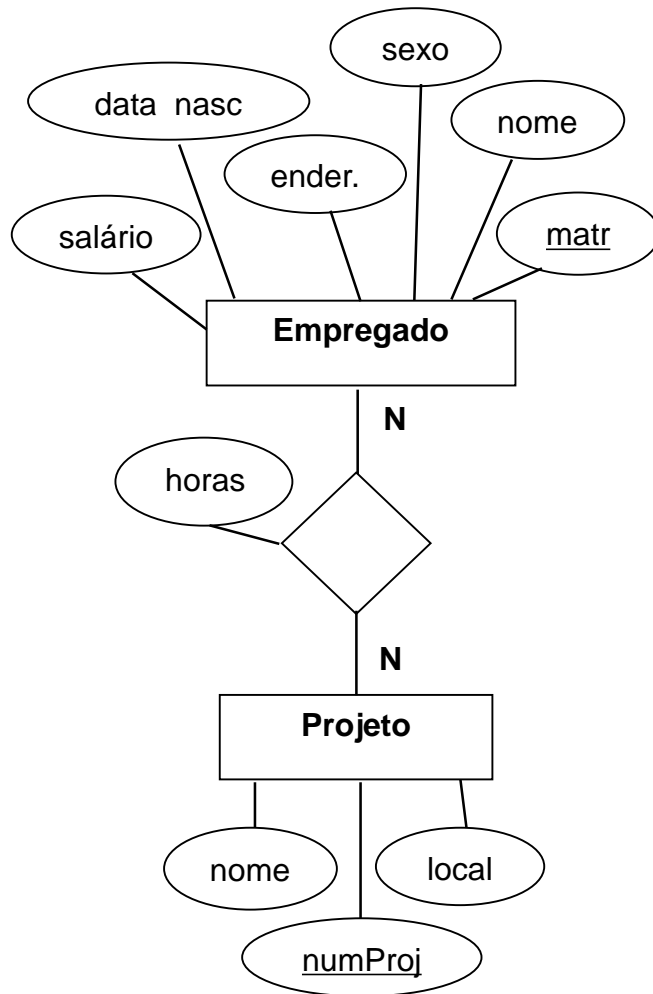 sexo
data nasc
nome
ender.
salário
matr
Empregado
N
horas
N
Projeto
nome
local
numProj